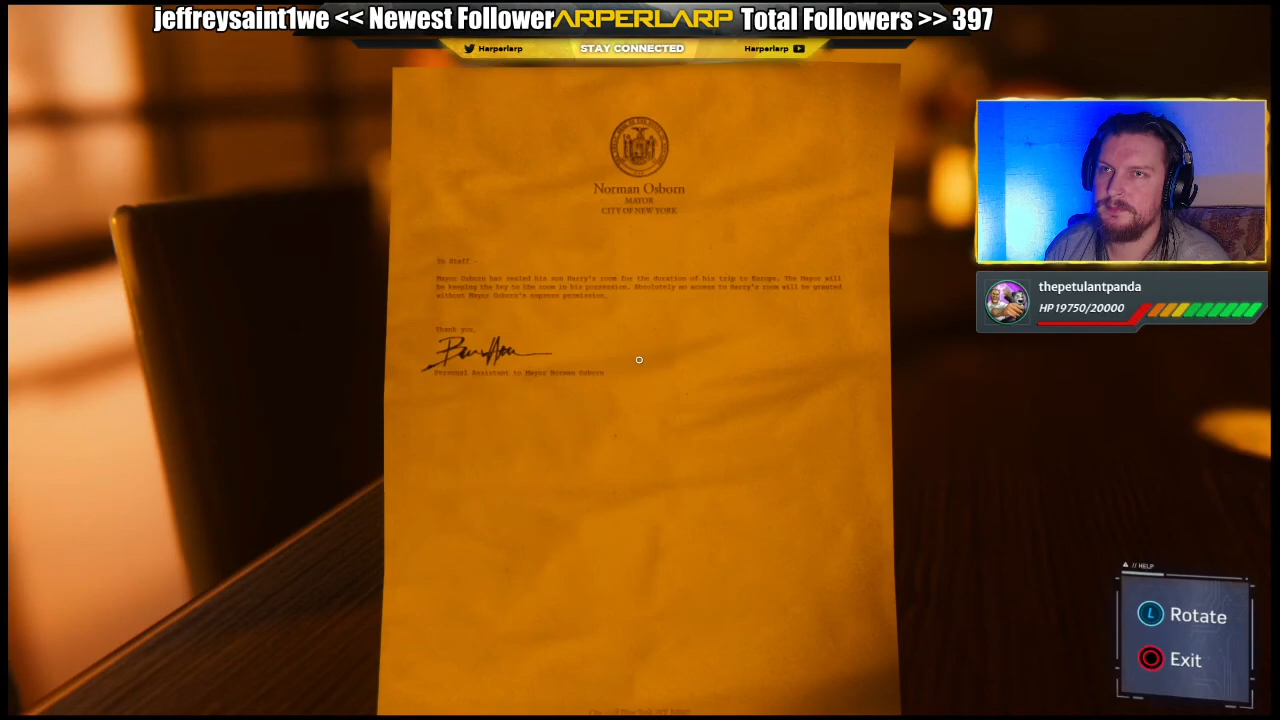 jeffreysaint1we << Newest Follower
ARPERLARP
Total Followers >> 397
Harperlarp
STAY CONNECTED
Harperlarp
Norman Osborn
MAYOR
CITY OF NEW YORK
To Staff -
Mayor Osborn has sealed his son Harry's room for the duration of his trip to Europe. The Mayor will
be keeping the key to the room in his possession. Absolutely no access to Harry's room will be granted
without Mayor Osborn's express permission.
Thank you,
Personal Assistant to Mayor Norman Osborn
thepetulantpanda
HP 19750/20000
// HELP
L Rotate
Exit